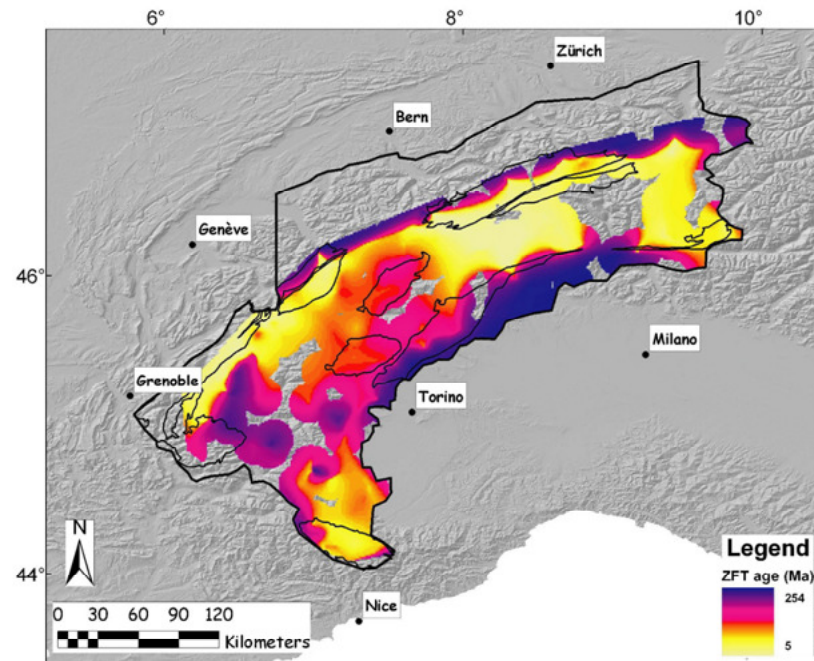 6° 8° 10°
Zürich
Bern
Genève
46°
Milano
Grenoble
Torino
N
Legend
44°
ZFT age (Ma)
0 30 60 90 120
254
Nice
Kilometers
5